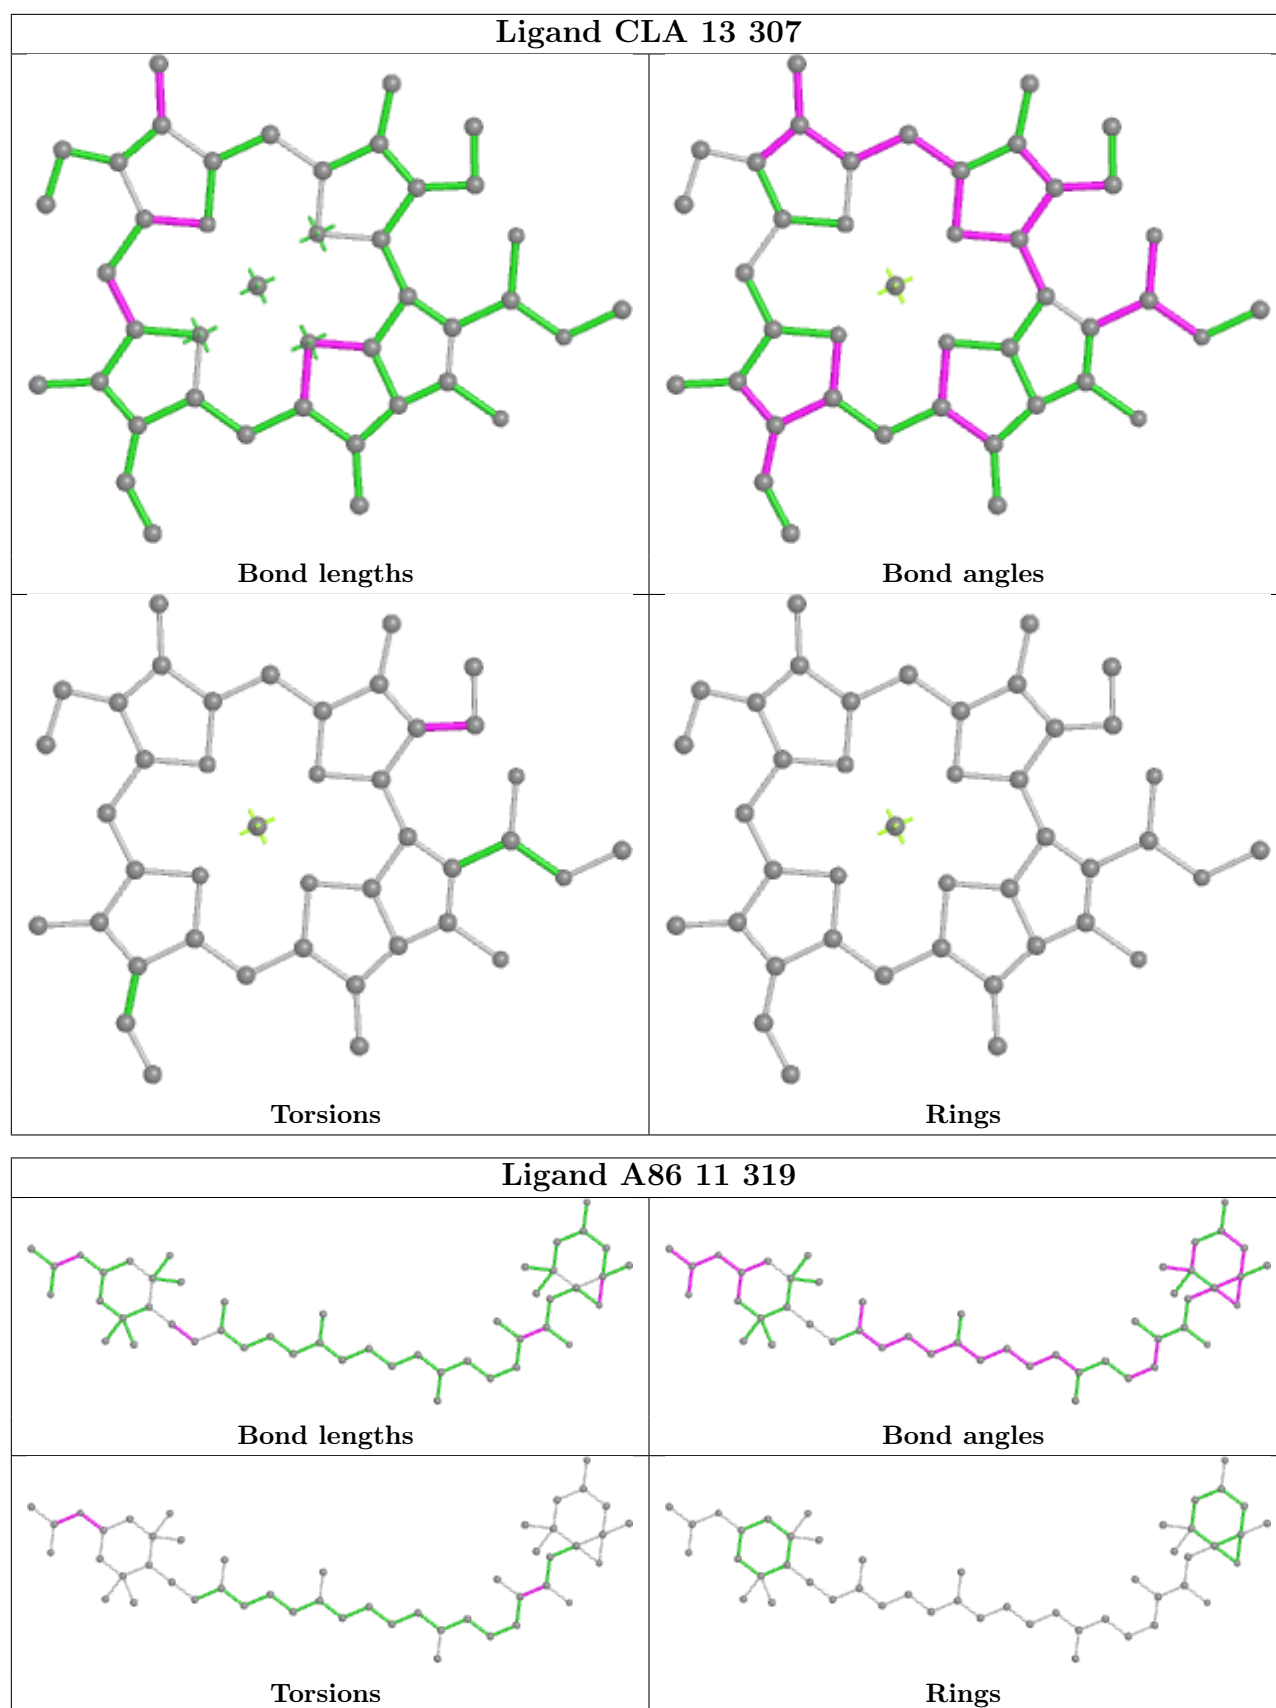 Ligand CLA 13 307
Bond lengths
Bond angles
Torsions
Rings
Ligand A86 11 319
Bond lengths
Bond angles
Torsions
Rings